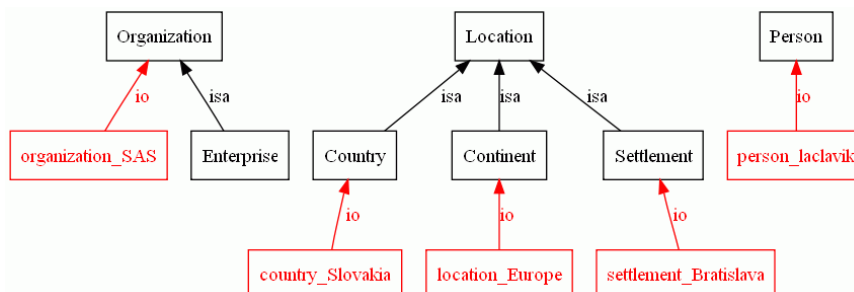 Organization
Location
Person
io
isa
isa
isa
isa
io
organization_SAS
Enterprise
Country
Continent
Settlement
person_laclavik
io
io
io
country_Slovakia
location_Europe
settlement_Bratislava